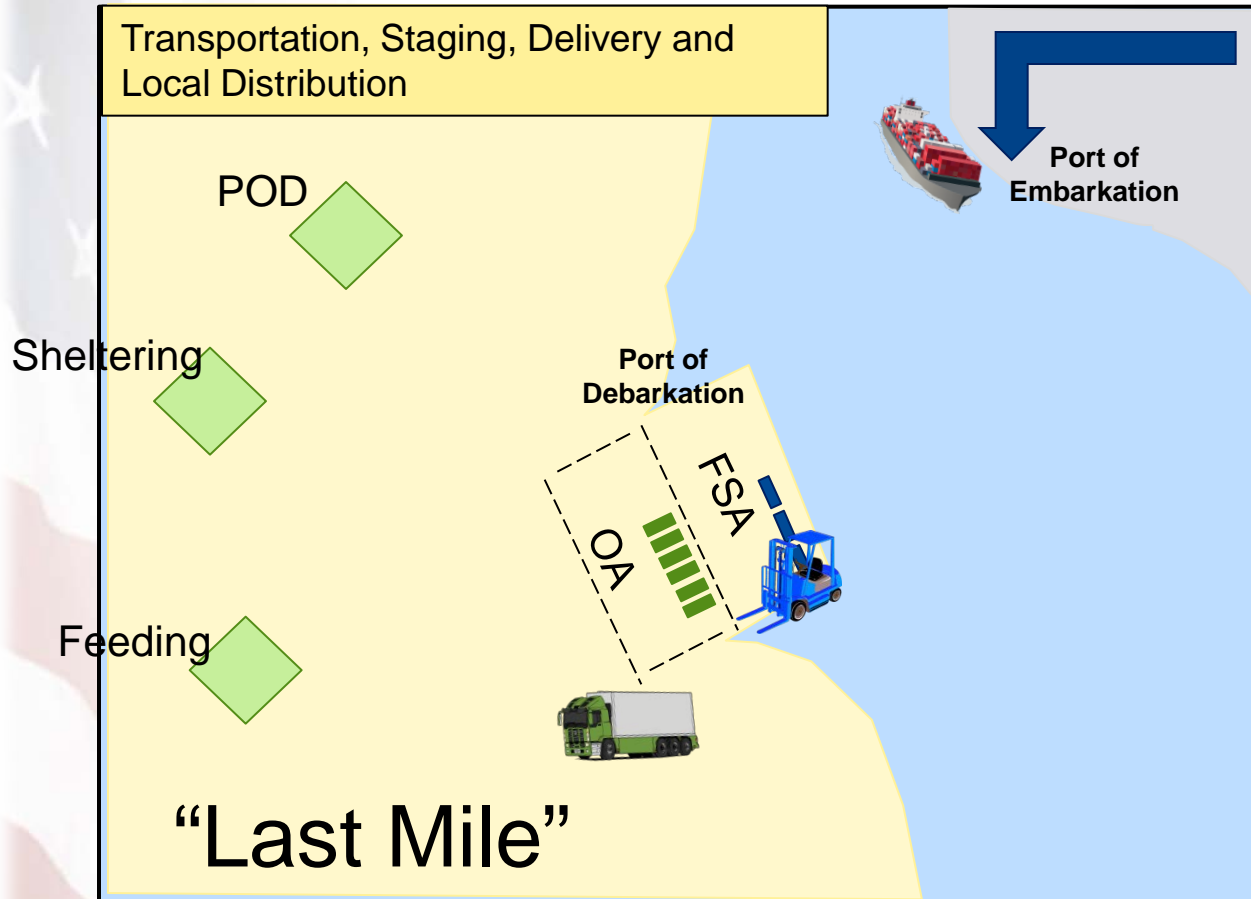 Transportation, Staging, Delivery and
Local Distribution
Port of
Embarkation
POD
Sheltering
Port of
Debarkation
FSA
OA
Feeding
“Last Mile”